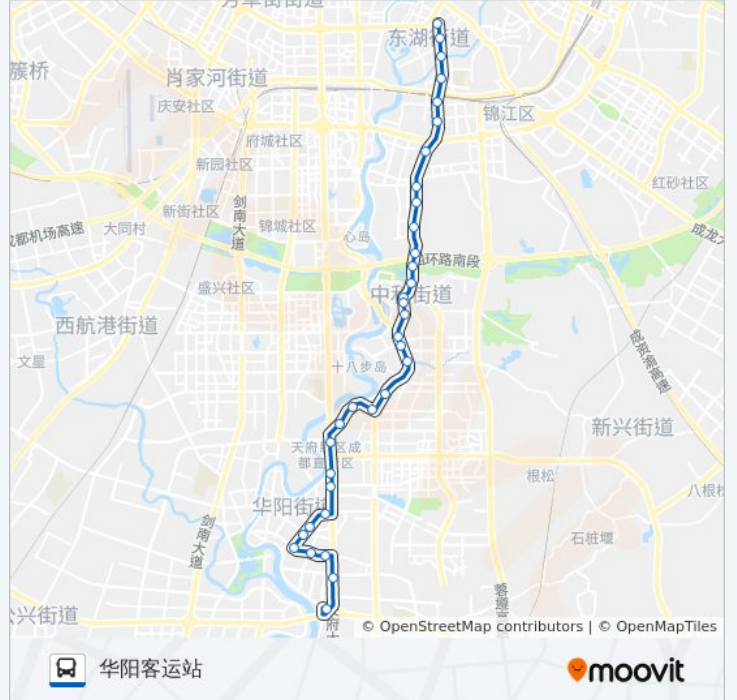 东湖街道
簇桥
肖家河街道
庆安社区
锦江区
府城社区
新园社区
红砂社区
新街社区
剑南大道
锦城社区
大同村
心岛
成都机场高速
成龙大
环路南段
盛兴社区
中和街道
西航港街道
文星
十八步岛
成渝高速
新兴街道
天府新区成
都直管区
根松
八根松
华阳街道
剑南大道
石桩堰
公兴街道
© OpenStreetMap contributors | © OpenMapTiles
华阳客运站
moovit